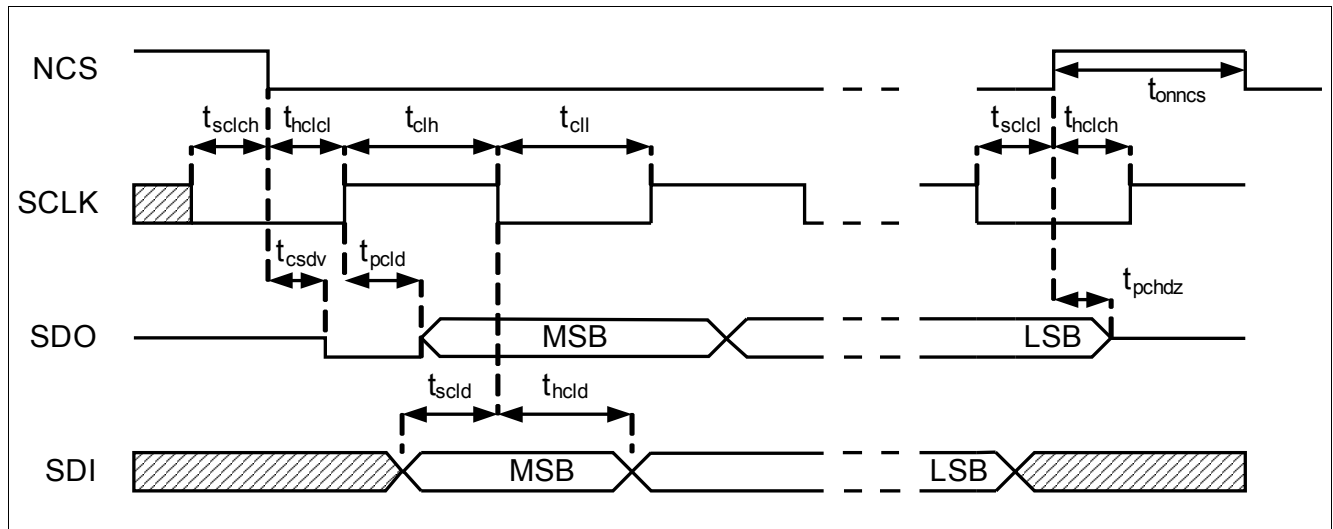 NCS
t_onncs
t_sclch t_hclcl t_clh t_cll t_sclcl t_hclch
SCLK
t_csdv t_pcld t_pchdz
SDO MSB LSB
t_scld t_hcld
SDI MSB LSB